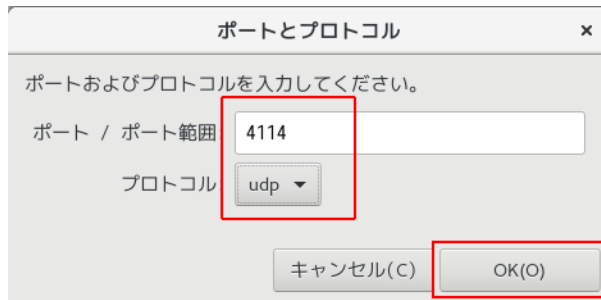 ポートとプロトコル ×
ポートおよびプロトコルを入力してください。
ポート / ポート範囲: 4114
プロトコル: udp
キャンセル(C) OK(O)